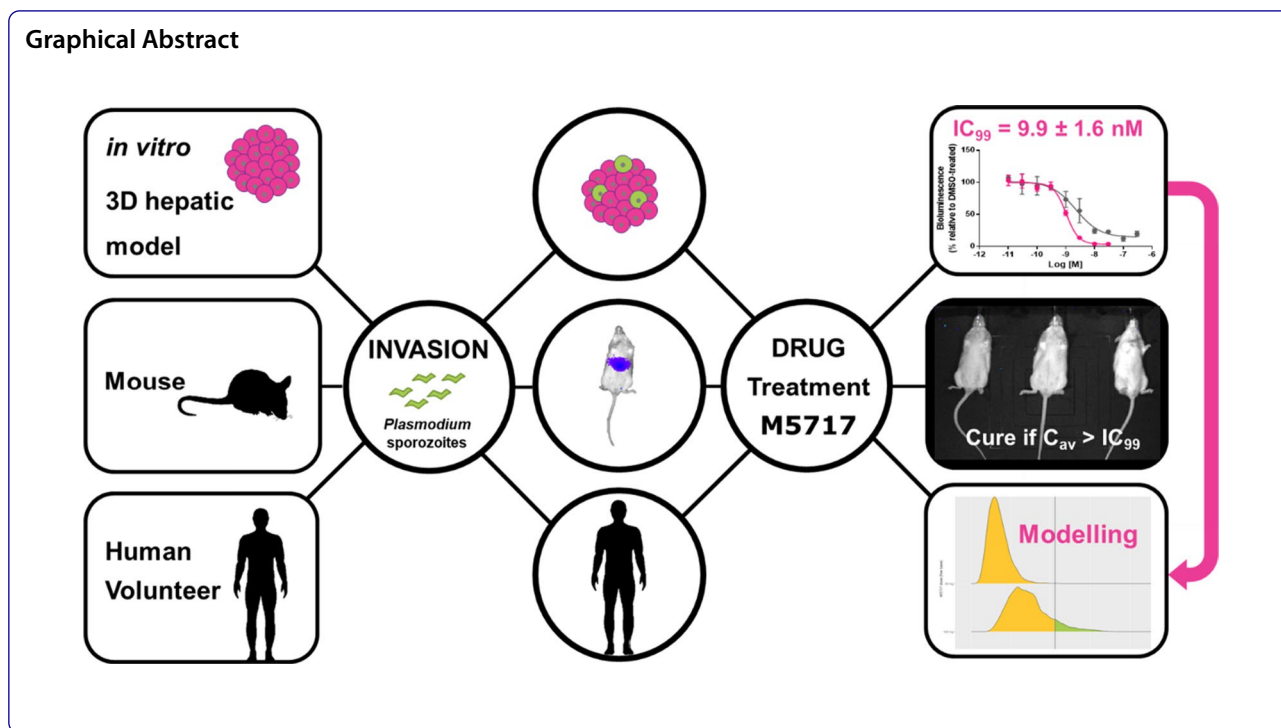 Graphical Abstract
in vitro
3D hepatic
model
Mouse
Human
Volunteer
INVASION
Plasmodium
sporozoites
DRUG
Treatment
M5717
IC99 = 9.9 ± 1.6 nM
Bioluminescence
(% relative to DMSO-treated)
150
100
50
0
-12 -11 -10 -9 -8 -7 -6
Log [M]
Cure if Cav > IC99
Modelling